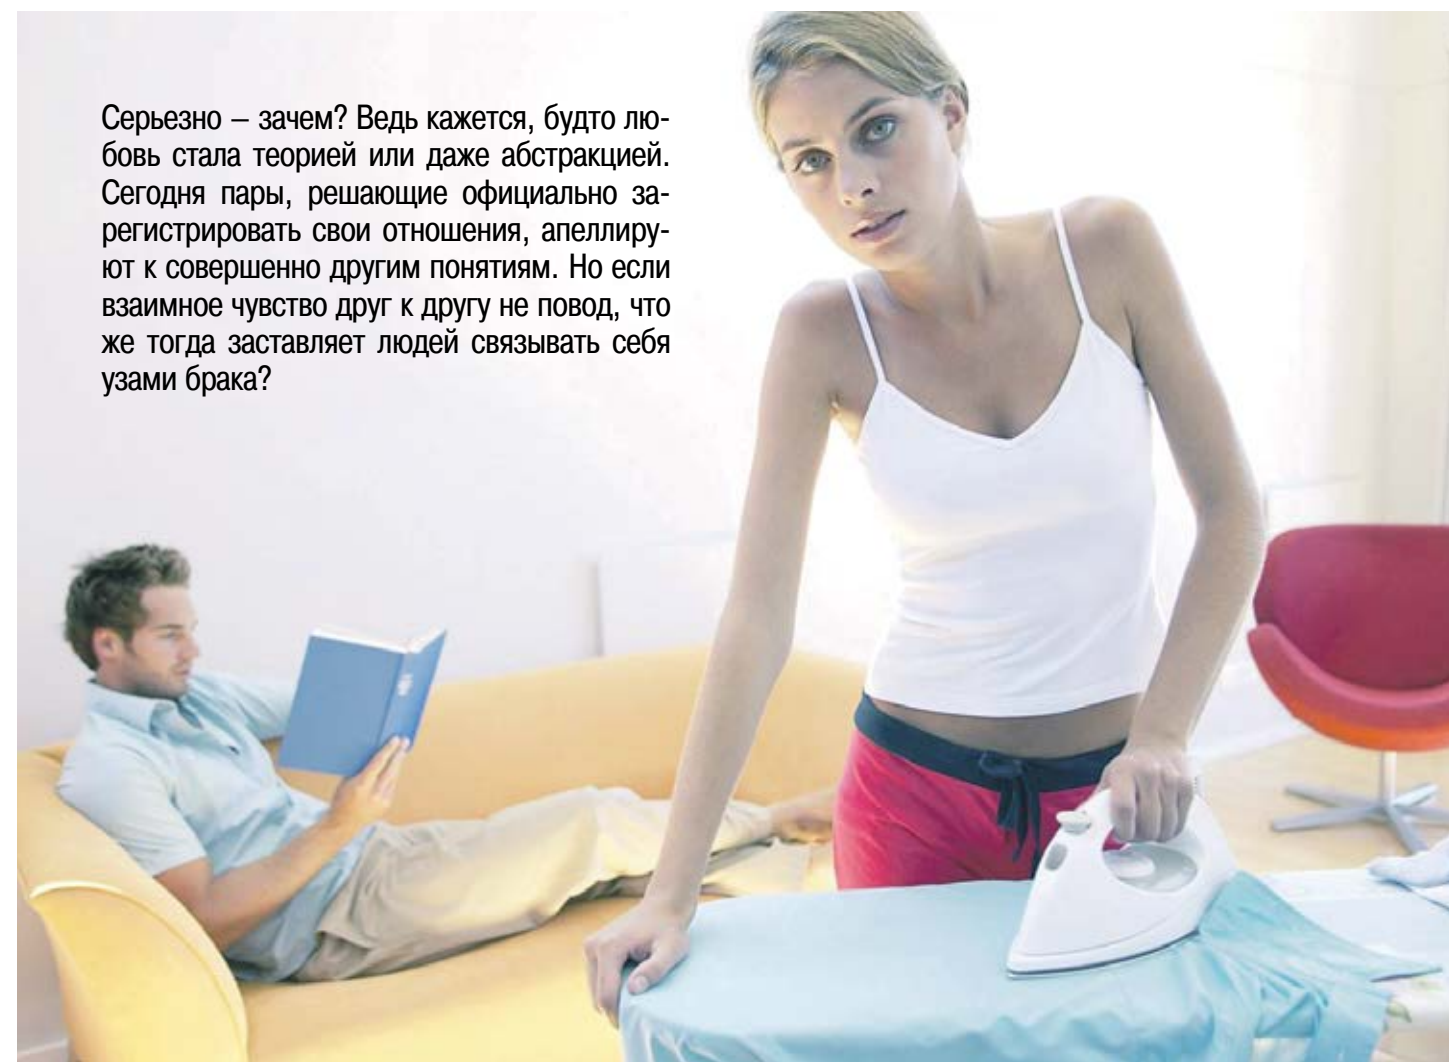 Серьезно – зачем? Ведь кажется, будто лю-
бовь стала теорией или даже абстракцией.
Сегодня пары, решающие официально за-
регистрировать свои отношения, апеллиру-
ют к совершенно другим понятиям. Но если
взаимное чувство друг к другу не повод, что
же тогда заставляет людей связывать себя
узами брака?